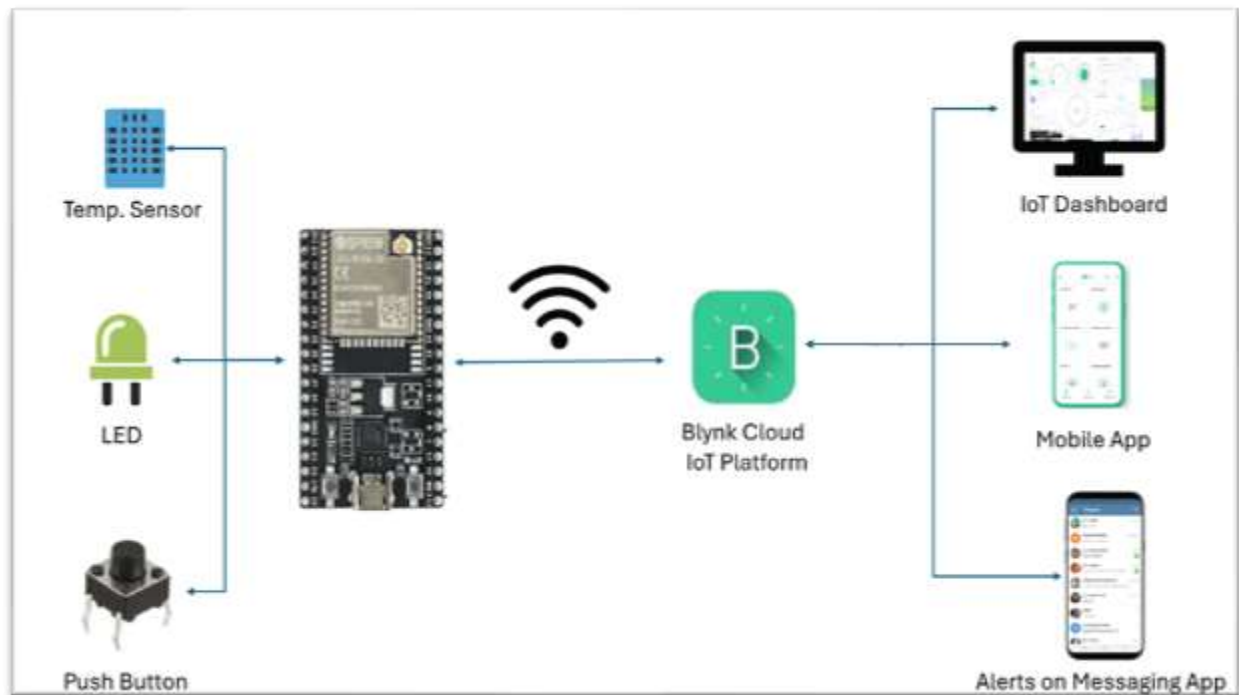 Temp. Sensor
LED
Push Button
B
Blynk Cloud
IoT Platform
IoT Dashboard
Mobile App
Alerts on Messaging App